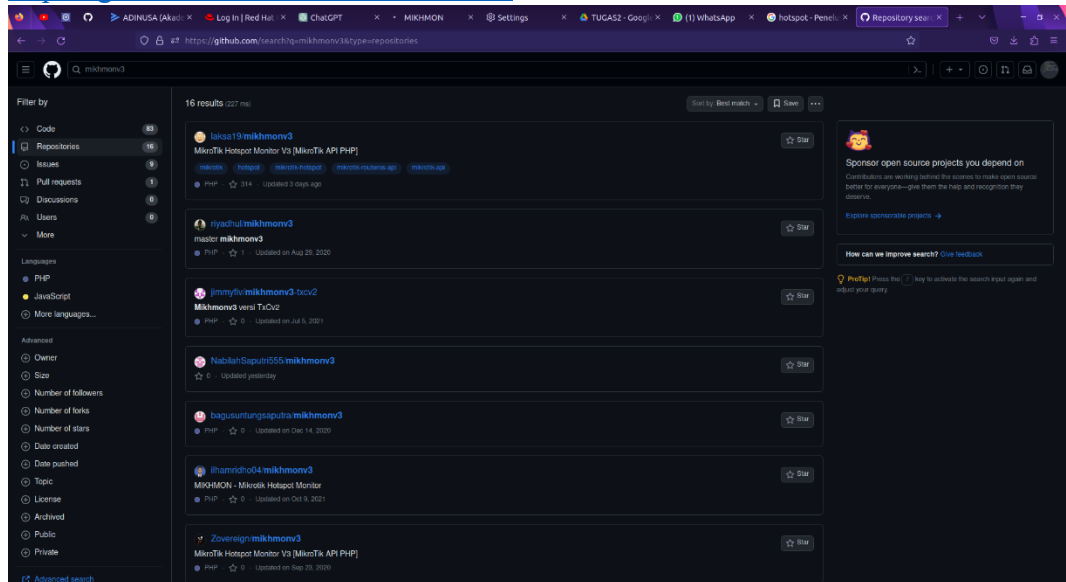 ADINUSA (Akade
Log In | Red Hat
ChatGPT
MIKHMON
Settings
TUGAS2 - Google
(1) WhatsApp
hotspot - Penelu
Repository searc
https://github.com/search?q=mikhmonv3&type=repositories
mikhmonv3
Filter by
Code 83
Repositories 16
Issues 9
Pull requests 1
Discussions 0
Users 0
More
Languages
PHP
JavaScript
More languages...
Advanced
Owner
Size
Number of followers
Number of forks
Number of stars
Date created
Date pushed
Topic
License
Archived
Public
Private
Advanced search
16 results (227 ms)
Sort by: Best match
Save
laksa19/mikhmonv3
Star
MikroTik Hotspot Monitor V3 [MikroTik API PHP]
mikrotik hotspot mikrotik-hotspot mikrotik-routeros-api mikrotik-api
PHP · 314 · Updated 3 days ago
riyadhul/mikhmonv3
Star
master mikhmonv3
PHP · 1 · Updated on Aug 29, 2020
jimmyfiv/mikhmonv3-txcv2
Star
Mikhmonv3 versi TxCv2
PHP · 0 · Updated on Jul 5, 2021
NabilahSaputri555/mikhmonv3
Star
0 · Updated yesterday
bagusuntungsaputra/mikhmonv3
Star
PHP · 0 · Updated on Dec 14, 2020
ilhamridho04/mikhmonv3
Star
MIKHMON - Mikrotik Hotspot Monitor
PHP · 0 · Updated on Oct 9, 2021
Zovereign/mikhmonv3
Star
MikroTik Hotspot Monitor V3 [MikroTik API PHP]
PHP · 0 · Updated on Sep 29, 2020
Sponsor open source projects you depend on
Contributors are working behind the scenes to make open source
better for everyone—give them the help and recognition they
deserve.
Explore sponsorable projects →
How can we improve search? Give feedback
ProTip! Press the / key to activate the search input again and
adjust your query.